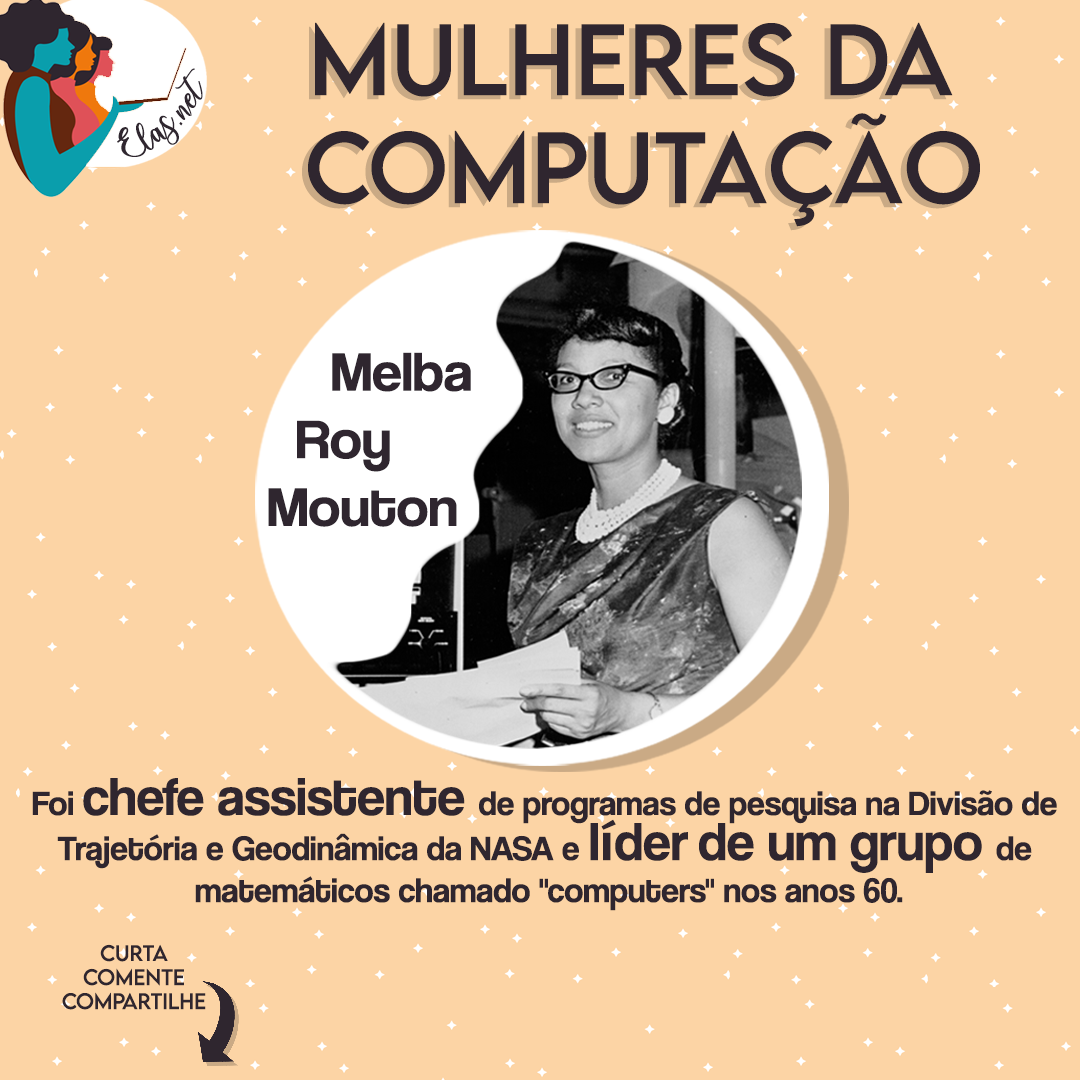 Elas.net
MULHERES DA
COMPUTAÇÃO
Melba
Roy
Mouton
Foi chefe assistente de programas de pesquisa na Divisão de
Trajetória e Geodinâmica da NASA e líder de um grupo de
matemáticos chamado "computers" nos anos 60.
CURTA
COMENTE
COMPARTILHE